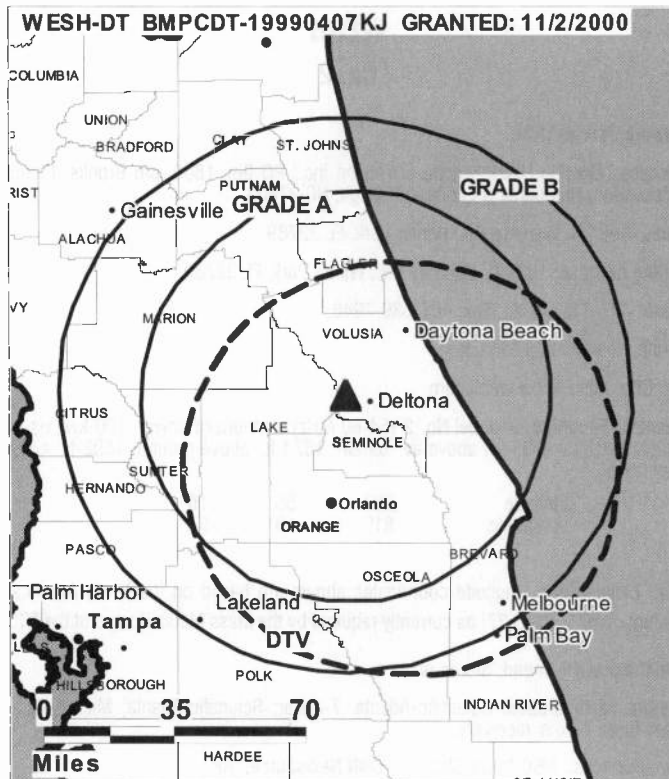 WESH-DT BMPCDT-19990407KJ GRANTED: 11/2/2000
COLUMBIA
UNION
BRADFORD
CLAY
ST. JOHNS
RIST
PUTNAM
GRADE A
GRADE B
Gainesville
ALACHUA
FLAGLER
VY
MARION
VOLUSIA
Daytona Beach
Deltona
CITRUS
LAKE
SEMINOLE
SUMTER
HERNANDO
Orlando
ORANGE
PASCO
BREVARD
OSCEOLA
Palm Harbor
Lakeland
Melbourne
Tampa
DTV
Palm Bay
HILLSBOROUGH
POLK
0 35 70
INDIAN RIVER
Miles
HARDEE